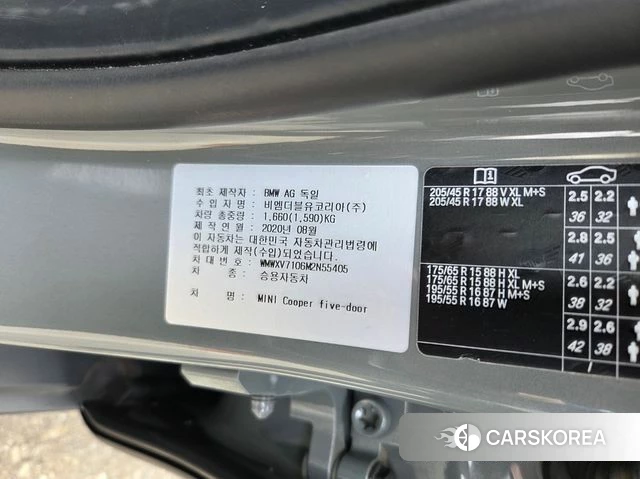 최초 제작자 : BMW AG 독일
수 입 자 명 : 비엠더블유코리아(주)
차량 총중량 : 1,660(1,590)KG
제 작 연 월 : 2020년 08월
이 자동차는 대한민국 자동차관리법령에
적합하게 제작(수입)되었습니다.
차 대 번 호 : WMWXV7106M2N55405
차 종 : 승용자동차
차 명 : MINI Cooper five-door
205/45 R 17 88 V XL M+S
205/45 R 17 88 W XL
2.5 2.2
36 32
2.8 2.5
41 36
175/65 R 15 88 H XL
175/65 R 15 88 H XL M+S
195/55 R 16 87 H M+S
195/55 R 16 87 W
2.6 2.2
38 32
2.9 2.6
42 38
CARSKOREA